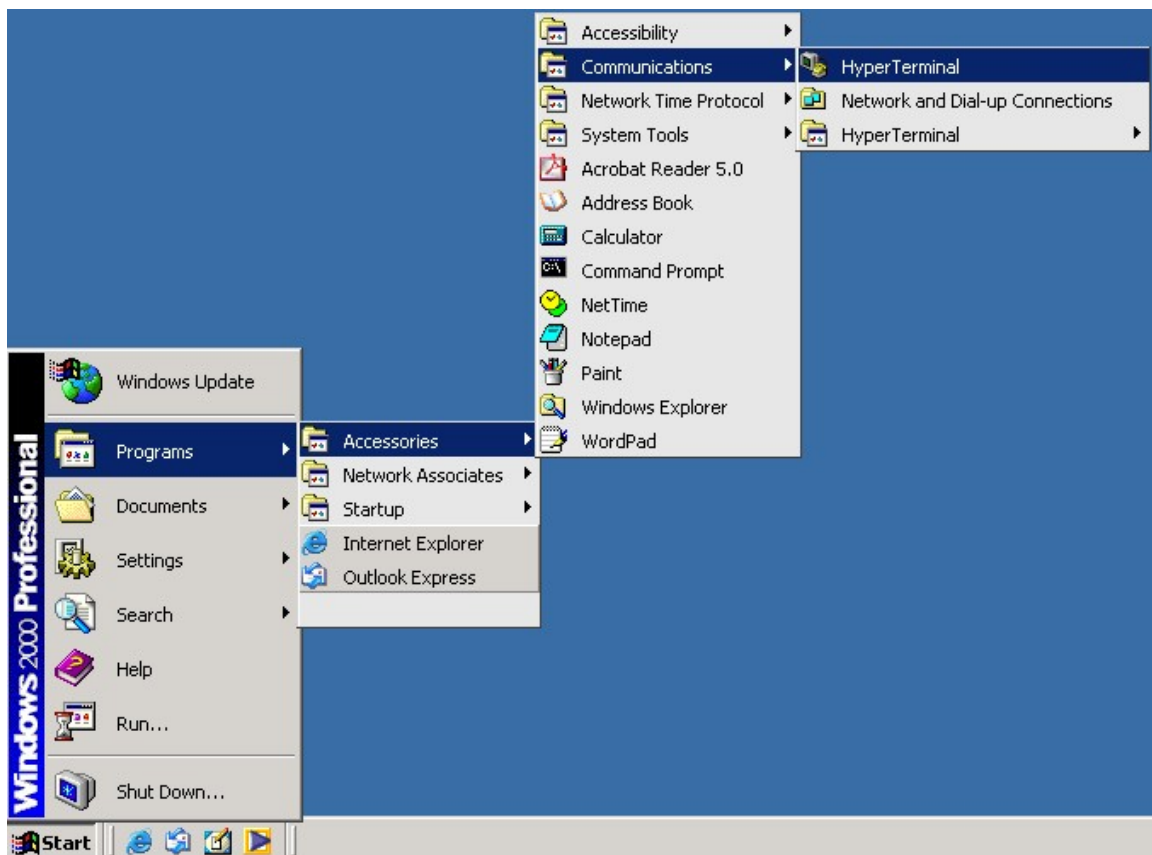 Accessibility
Communications
Network Time Protocol
System Tools
Acrobat Reader 5.0
Address Book
Calculator
Command Prompt
NetTime
Notepad
Paint
Windows Explorer
WordPad
HyperTerminal
Network and Dial-up Connections
HyperTerminal
Windows 2000 Professional
Windows Update
Programs
Documents
Settings
Search
Help
Run...
Shut Down...
Accessories
Network Associates
Startup
Internet Explorer
Outlook Express
Start